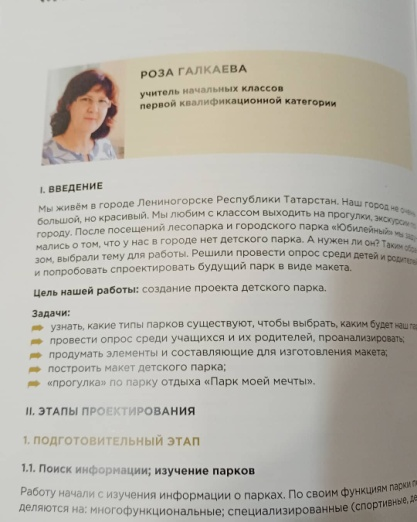 РОЗА ГАЛКАЕВА
учитель начальных классов
первой квалификационной категории
I. ВВЕДЕНИЕ
Мы живём в городе Лениногорске Республики Татарстан. Наш город не очень
большой, но красивый. Мы любим с классом выходить на прогулки, экскурсии по
городу. После посещений лесопарка и городского парка «Юбилейный» мы
мались о том, что у нас в городе нет детского парка. А нужен ли он? Таким
зом, выбрали тему для работы. Решили провести опрос среди детей и родителей
и попробовать спроектировать будущий парк в виде макета.
Цель нашей работы: создание проекта детского парка.
Задачи:
узнать, какие типы парков существуют, чтобы выбрать, каким будет наш
провести опрос среди учащихся и их родителей, проанализировать;
продумать элементы и составляющие для изготовления макета;
построить макет детского парка;
«прогулка» по парку отдыха «Парк моей мечты».
II. ЭТАПЫ ПРОЕКТИРОВАНИЯ
1. ПОДГОТОВИТЕЛЬНЫЙ ЭТАП
1.1. Поиск информации; изучение парков
Работу начали с изучения информации о парках. По своим функциям парки
деляются на: многофункциональные; специализированные (спортивные,